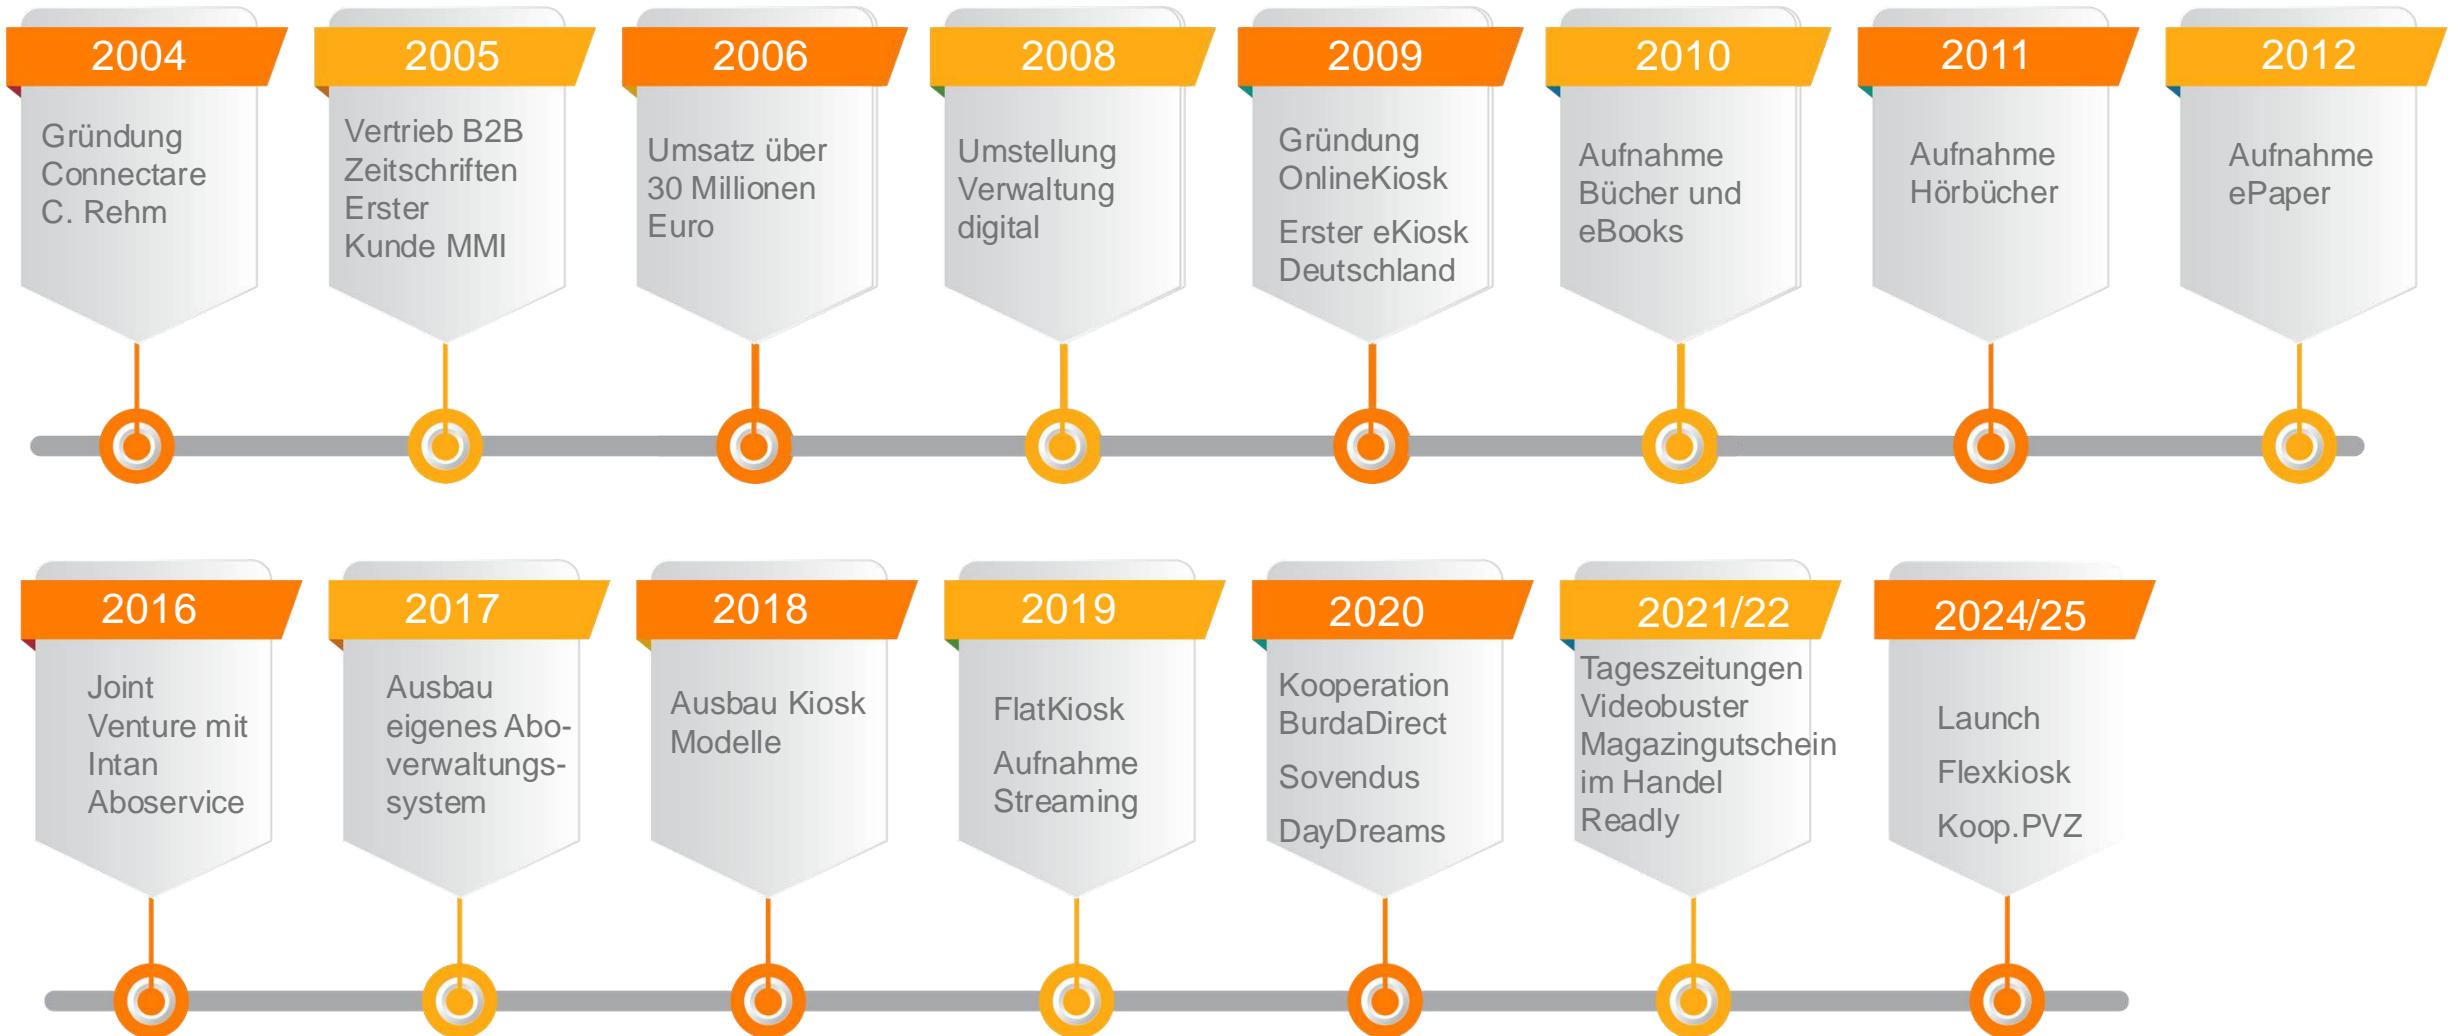 2004
Gründung
Connectare
C. Rehm
2005
Vertrieb B2B
Zeitschriften
Erster
Kunde MMI
2006
Umsatz über
30 Millionen
Euro
2008
Umstellung
Verwaltung
digital
2009
Gründung
OnlineKiosk
Erster eKiosk
Deutschland
2010
Aufnahme
Bücher und
eBooks
2011
Aufnahme
Hörbücher
2012
Aufnahme
ePaper
2016
Joint
Venture mit
Intan
Aboservice
2017
Ausbau
eigenes Abo-
verwaltungs-
system
2018
Ausbau Kiosk
Modelle
2019
FlatKiosk
Aufnahme
Streaming
2020
Kooperation
BurdaDirect
Sovendus
DayDreams
2021/22
Tageszeitungen
Videobuster
Magazingutschein
im Handel
Readly
2024/25
Launch
Flexkiosk
Koop.PVZ